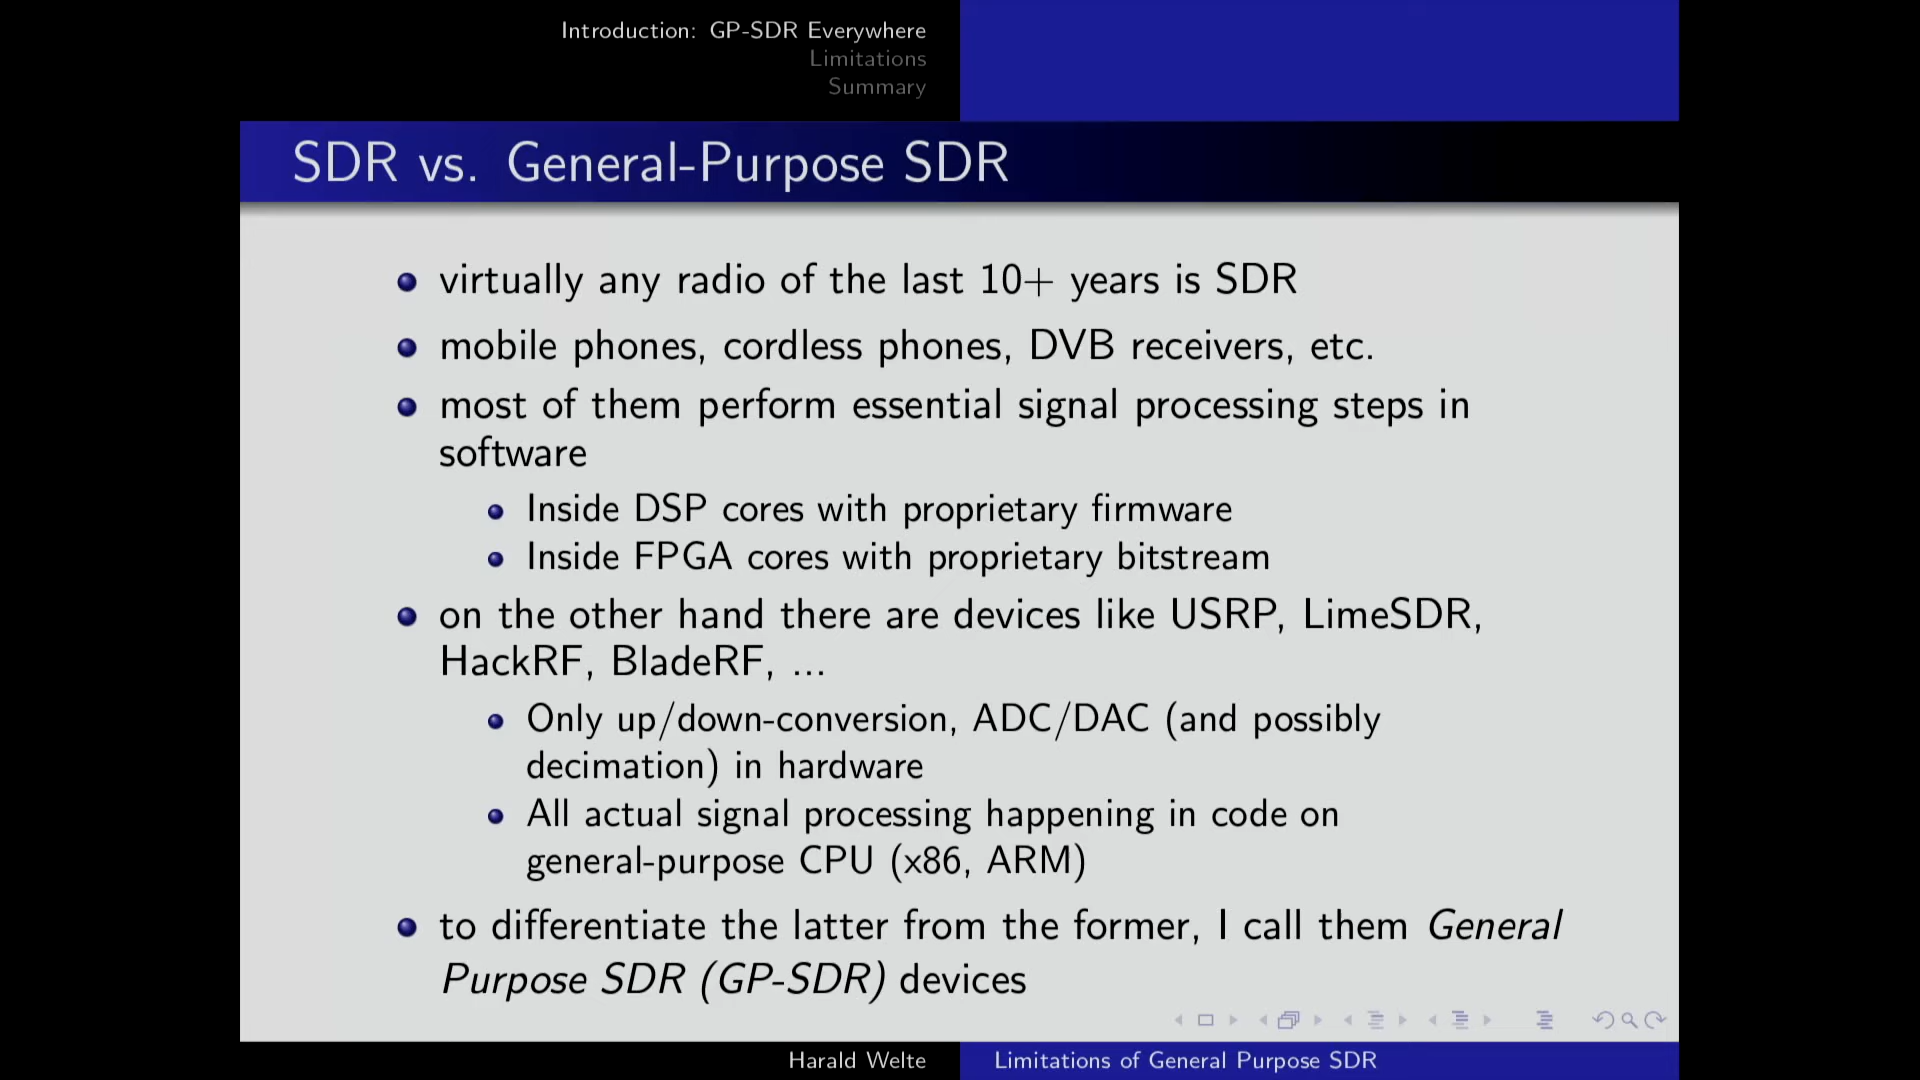 Introduction: GP-SDR Everywhere
Limitations
Summary
SDR vs. General-Purpose SDR
virtually any radio of the last 10+ years is SDR
mobile phones, cordless phones, DVB receivers, etc.
most of them perform essential signal processing steps in
software
Inside DSP cores with proprietary firmware
Inside FPGA cores with proprietary bitstream
on the other hand there are devices like USRP, LimeSDR,
HackRF, BladeRF, ...
Only up/down-conversion, ADC/DAC (and possibly
decimation) in hardware
All actual signal processing happening in code on
general-purpose CPU (x86, ARM)
to differentiate the latter from the former, I call them General
Purpose SDR (GP-SDR) devices
Harald Welte
Limitations of General Purpose SDR